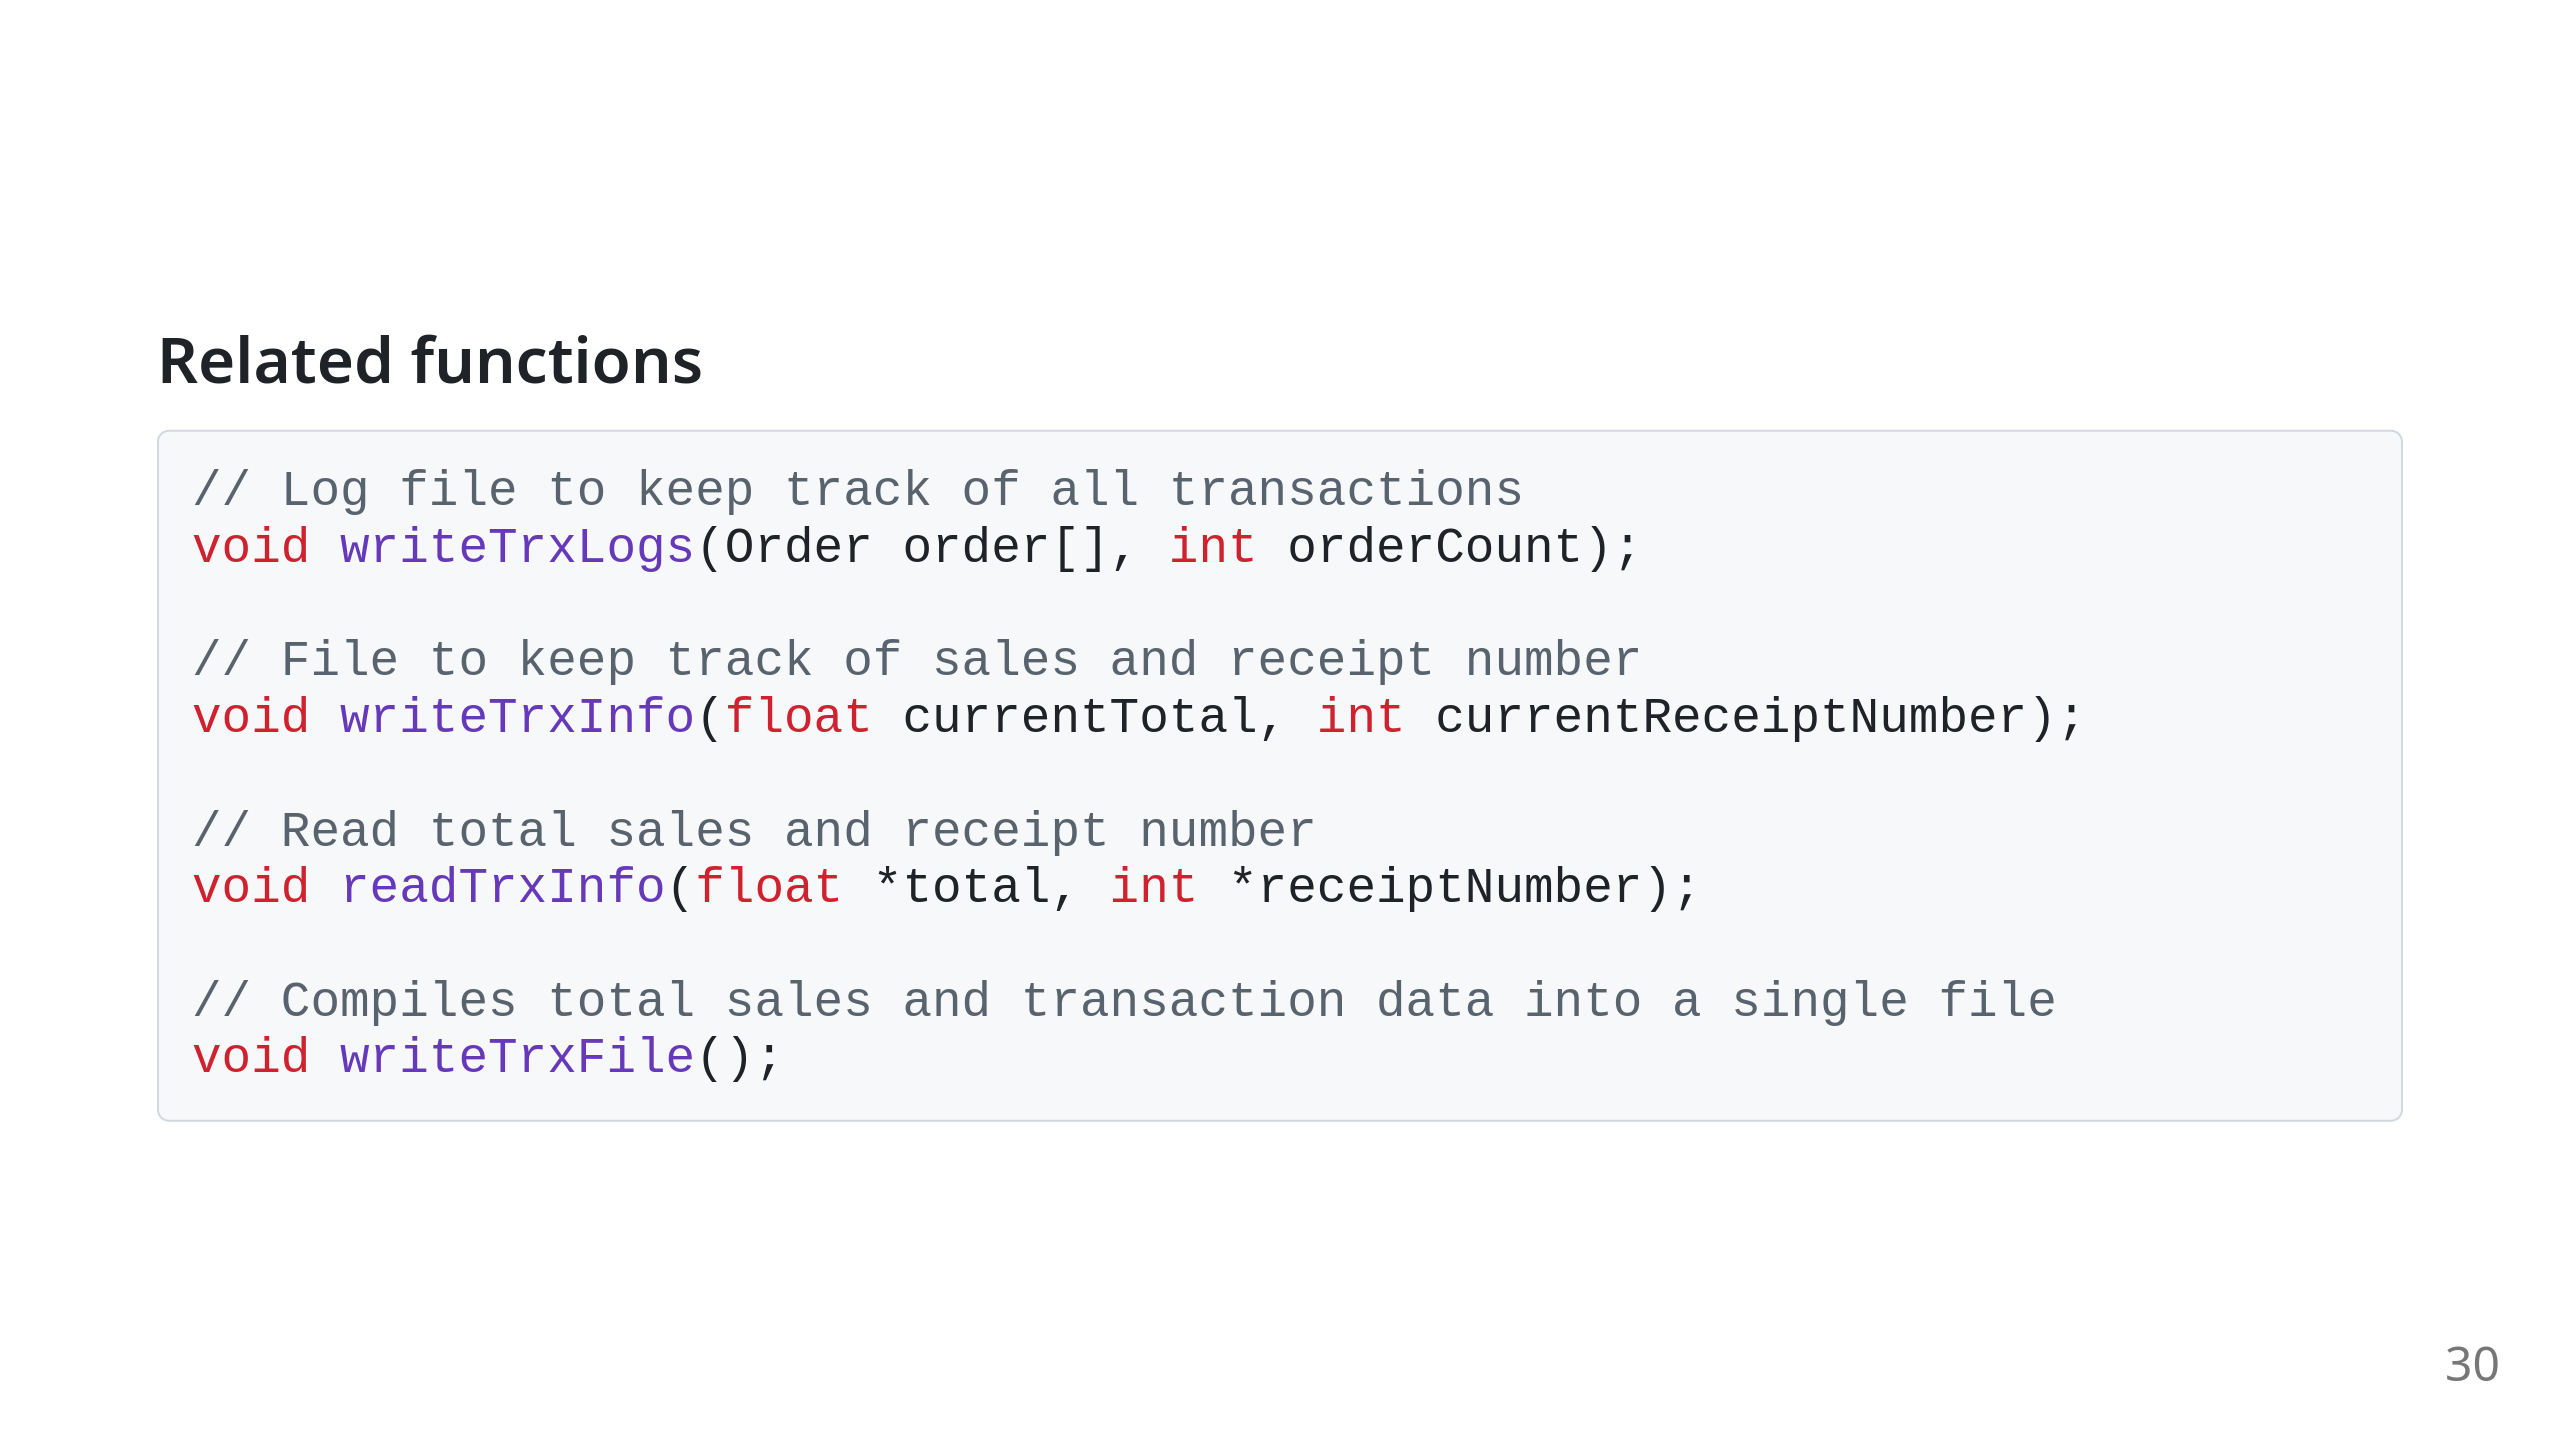 Related functions
// Log file to keep track of all transactions
void writeTrxLogs(Order order[], int orderCount);
// File to keep track of sales and receipt number
void writeTrxInfo(float currentTotal, int currentReceiptNumber);
// Read total sales and receipt number
void readTrxInfo(float *total, int *receiptNumber);
// Compiles total sales and transaction data into a single file
void writeTrxFile();
30